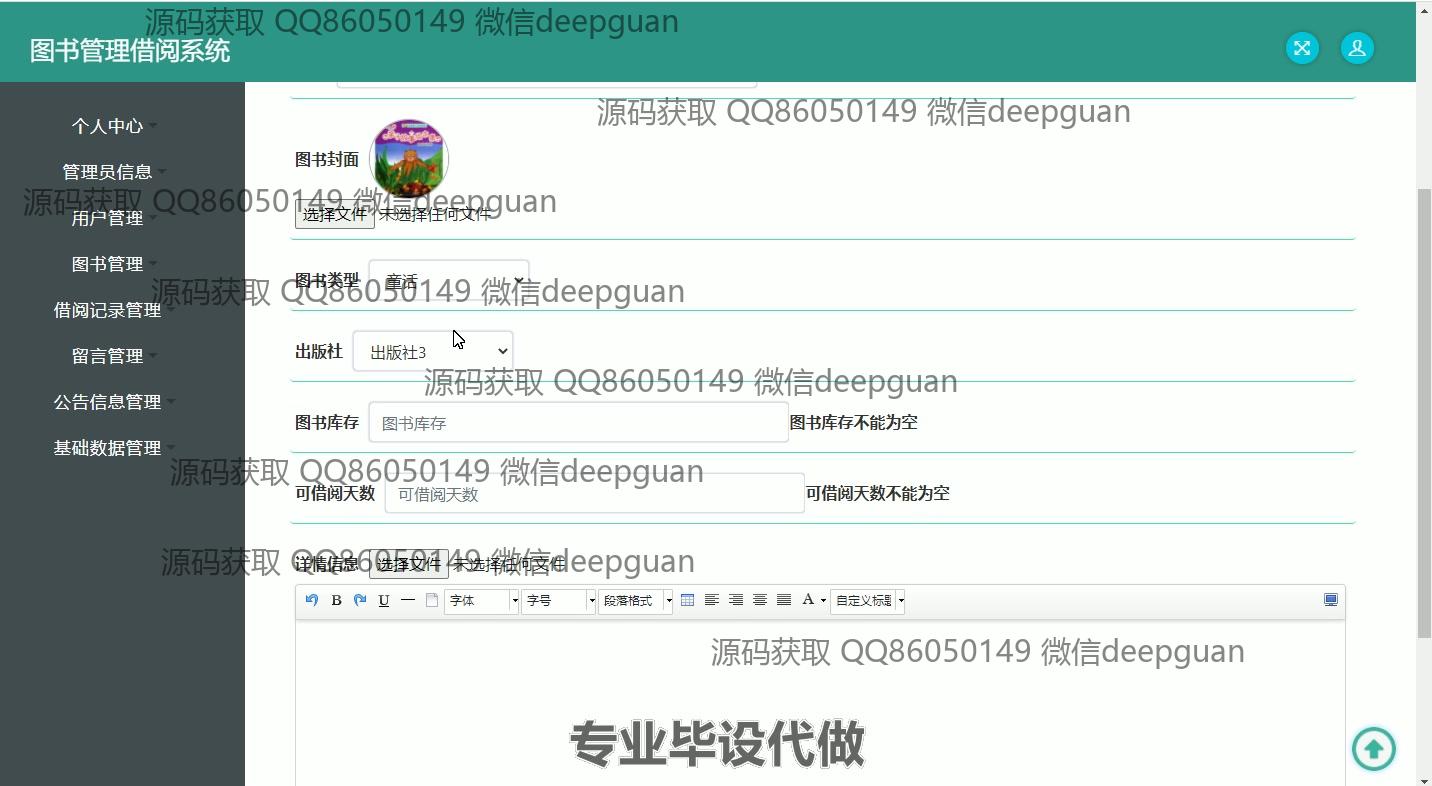 源码获取 QQ86050149 微信deepguan
图书管理借阅系统
源码获取 QQ86050149 微信deepguan
个人中心
图书封面
管理员信息
源码获取 QQ86050149 微信deepguan
选择文件 未选择任何文件
用户管理
图书管理
图书类型 童话
源码获取 QQ86050149 微信deepguan
借阅记录管理
出版社 出版社3
留言管理
源码获取 QQ86050149 微信deepguan
公告信息管理
图书库存 图书库存 图书库存不能为空
基础数据管理
源码获取 QQ86050149 微信deepguan
可借阅天数 可借阅天数 可借阅天数不能为空
源码获取 QQ86050149 微信deepguan
详情信息 选择文件 未选择任何文件
B U 字体 字号 段落格式 A 自定义标题
源码获取 QQ86050149 微信deepguan
专业毕设代做